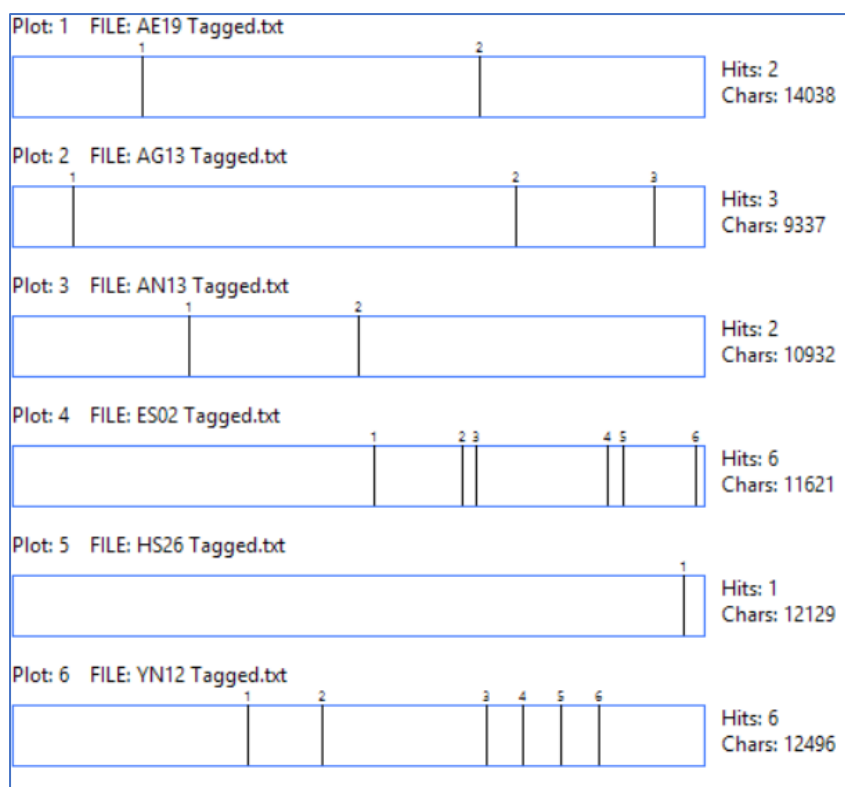 Plot: 1 FILE: AE19 Tagged.txt
1 2
Hits: 2
Chars: 14038
Plot: 2 FILE: AG13 Tagged.txt
1 2 3
Hits: 3
Chars: 9337
Plot: 3 FILE: AN13 Tagged.txt
1 2
Hits: 2
Chars: 10932
Plot: 4 FILE: ES02 Tagged.txt
1 2 3 4 5 6
Hits: 6
Chars: 11621
Plot: 5 FILE: HS26 Tagged.txt
1
Hits: 1
Chars: 12129
Plot: 6 FILE: YN12 Tagged.txt
1 2 3 4 5 6
Hits: 6
Chars: 12496